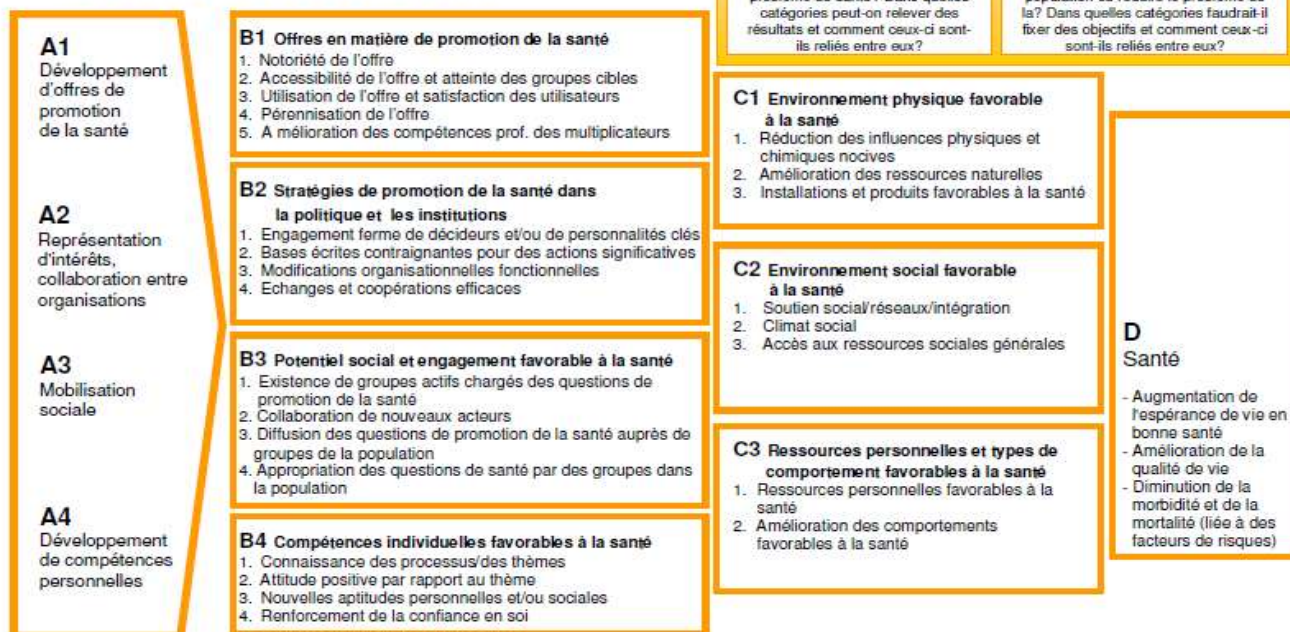 catégories peut-on relever des
résultats et comment ceux-ci sont-
ils reliés entre eux?
la? Dans quelles catégories faudrait-il
fixer des objectifs et comment ceux-ci
sont-ils reliés entre eux?
A1
Développement
d'offres de
promotion
de la santé
A2
Représentation
d'intérêts,
collaboration entre
organisations
A3
Mobilisation
sociale
A4
Développement
de compétences
personnelles
B1 Offres en matière de promotion de la santé
1. Notoriété de l'offre
2. Accessibilité de l'offre et atteinte des groupes cibles
3. Utilisation de l'offre et satisfaction des utilisateurs
4. Pérennisation de l'offre
5. A mélioration des compétences prof. des multiplicateurs
B2 Stratégies de promotion de la santé dans
la politique et les institutions
1. Engagement ferme de décideurs et/ou de personnalités clés
2. Bases écrites contraignantes pour des actions significatives
3. Modifications organisationnelles fonctionnelles
4. Echanges et coopérations efficaces
B3 Potentiel social et engagement favorable à la santé
1. Existence de groupes actifs chargés des questions de
promotion de la santé
2. Collaboration de nouveaux acteurs
3. Diffusion des questions de promotion de la santé auprès de
groupes de la population
4. Appropriation des questions de santé par des groupes dans
la population
B4 Compétences individuelles favorables à la santé
1. Connaissance des processus/des thèmes
2. Attitude positive par rapport au thème
3. Nouvelles aptitudes personnelles et/ou sociales
4. Renforcement de la confiance en soi
C1 Environnement physique favorable
à la santé
1. Réduction des influences physiques et
chimiques nocives
2. Amélioration des ressources naturelles
3. Installations et produits favorables à la santé
C2 Environnement social favorable
à la santé
1. Soutien social/réseaux/intégration
2. Climat social
3. Accès aux ressources sociales générales
C3 Ressources personnelles et types de
comportement favorables à la santé
1. Ressources personnelles favorables à la
santé
2. Amélioration des comportements
favorables à la santé
D
Santé
- Augmentation de
l'espérance de vie en
bonne santé
- Amélioration de la
qualité de vie
- Diminution de la
morbidité et de la
mortalité (liée à des
facteurs de risques)